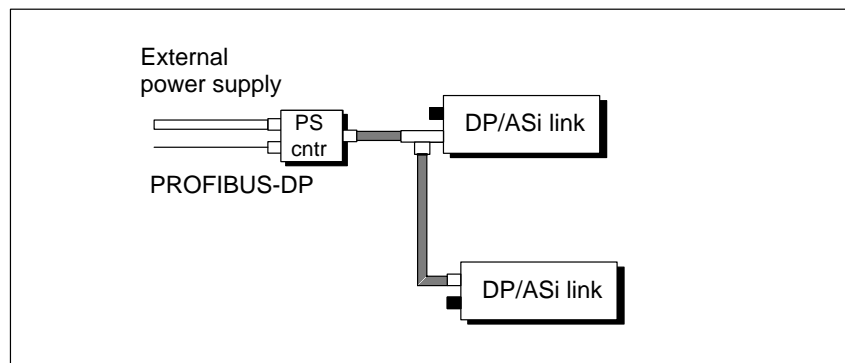 External
power supply
PS
cntr
PROFIBUS-DP
DP/ASi link
DP/ASi link